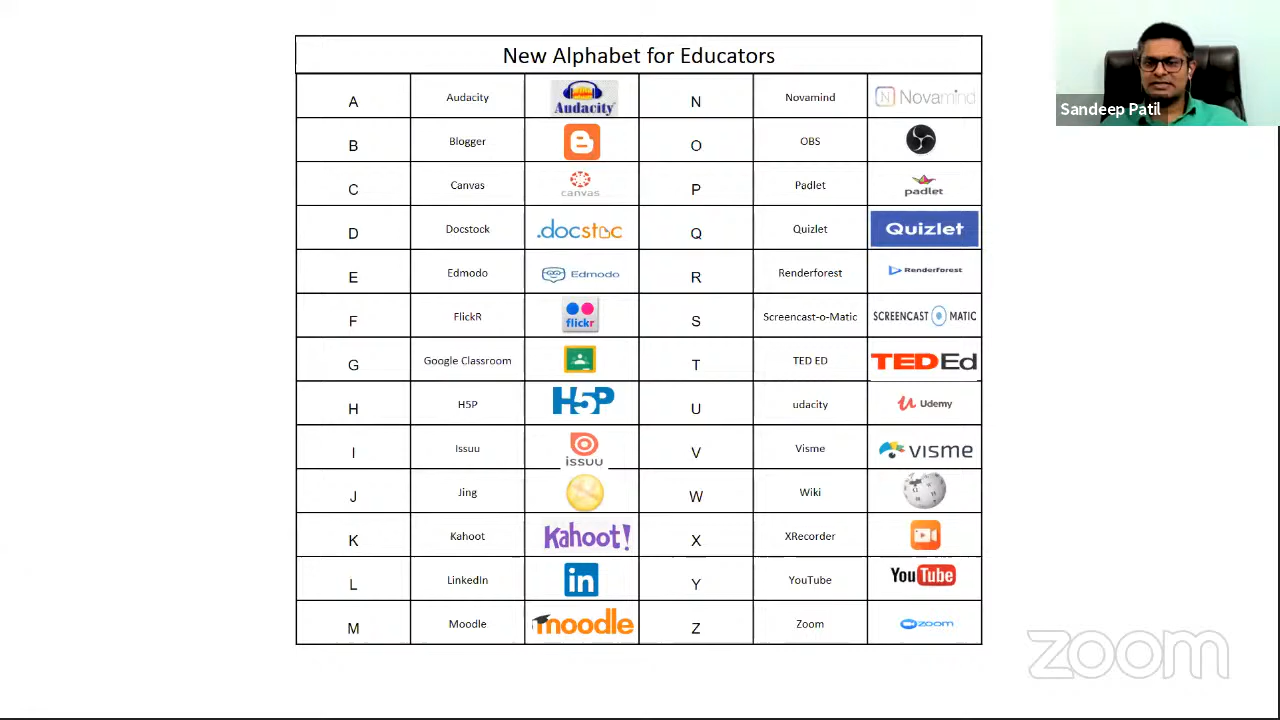 New Alphabet for Educators
A Audacity Audacity N Novamind Novamind
B Blogger O OBS
C Canvas canvas P Padlet padlet
D Docstock .docstoc Q Quizlet Quizlet
E Edmodo Edmodo R Renderforest Renderforest
F FlickR flickr S Screencast-o-Matic SCREENCAST MATIC
G Google Classroom T TED ED TEDEd
H H5P H5P U udacity Udemy
I Issuu issuu V Visme VISME
J Jing W Wiki
K Kahoot Kahoot! X XRecorder
L LinkedIn in Y YouTube YouTube
M Moodle moodle Z Zoom zoom
Sandeep Patil
zoom